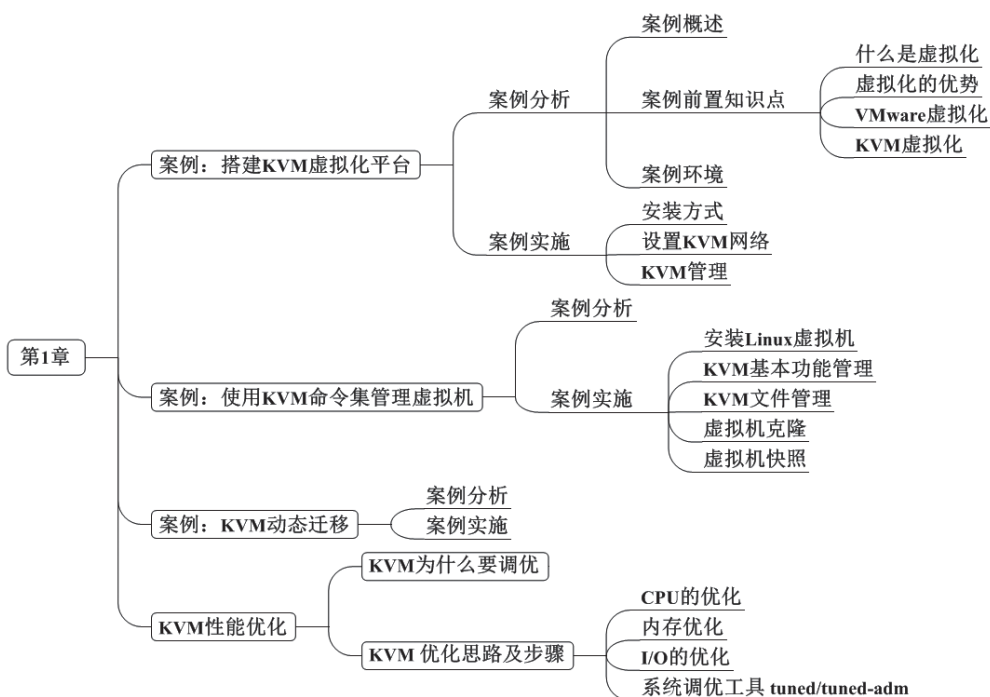 第1章
案例：搭建KVM虚拟化平台
案例分析
案例概述
案例前置知识点
什么是虚拟化
虚拟化的优势
VMware虚拟化
KVM虚拟化
案例环境
案例实施
安装方式
设置KVM网络
KVM管理
案例：使用KVM命令集管理虚拟机
案例分析
案例实施
安装Linux虚拟机
KVM基本功能管理
KVM文件管理
虚拟机克隆
虚拟机快照
案例：KVM动态迁移
案例分析
案例实施
KVM性能优化
KVM为什么要调优
KVM 优化思路及步骤
CPU的优化
内存优化
I/O的优化
系统调优工具 tuned/tuned-adm